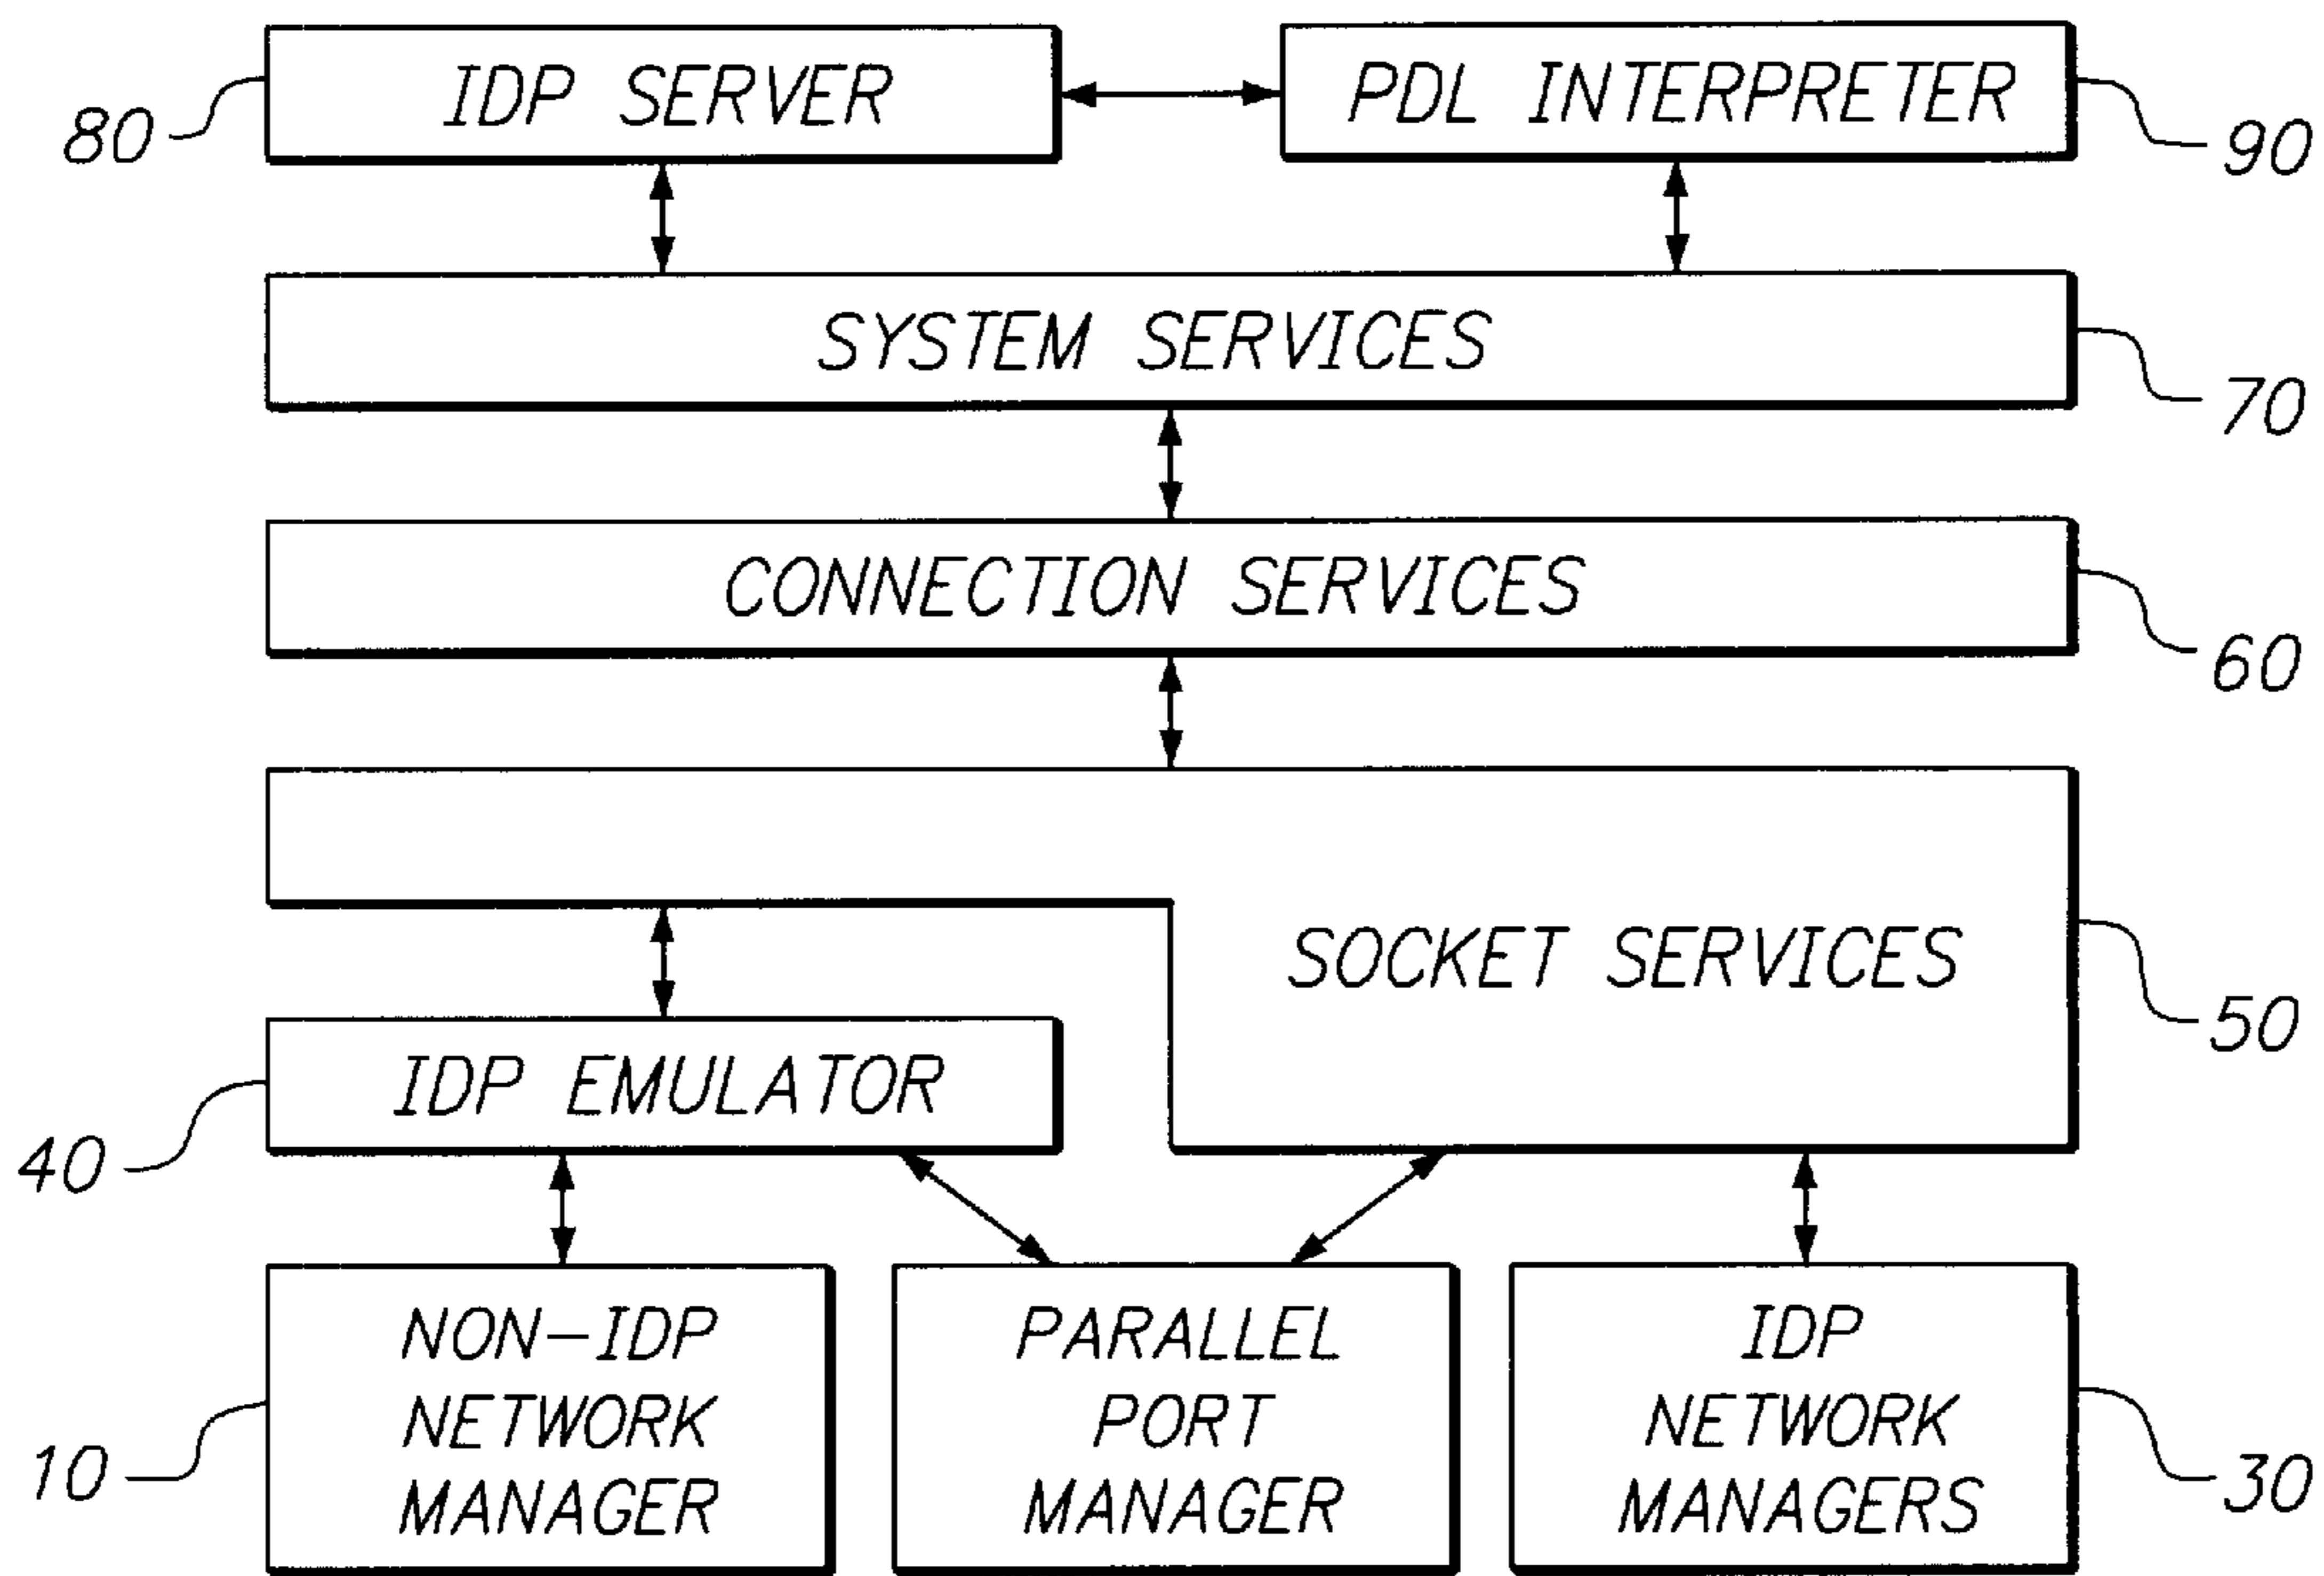 IDP SERVER
PDL INTERPRETER
80
90
SYSTEM SERVICES
70
CONNECTION SERVICES
60
SOCKET SERVICES
50
IDP EMULATOR
40
NON-IDP
NETWORK
MANAGER
10
PARALLEL
PORT
MANAGER
IDP
NETWORK
MANAGERS
30